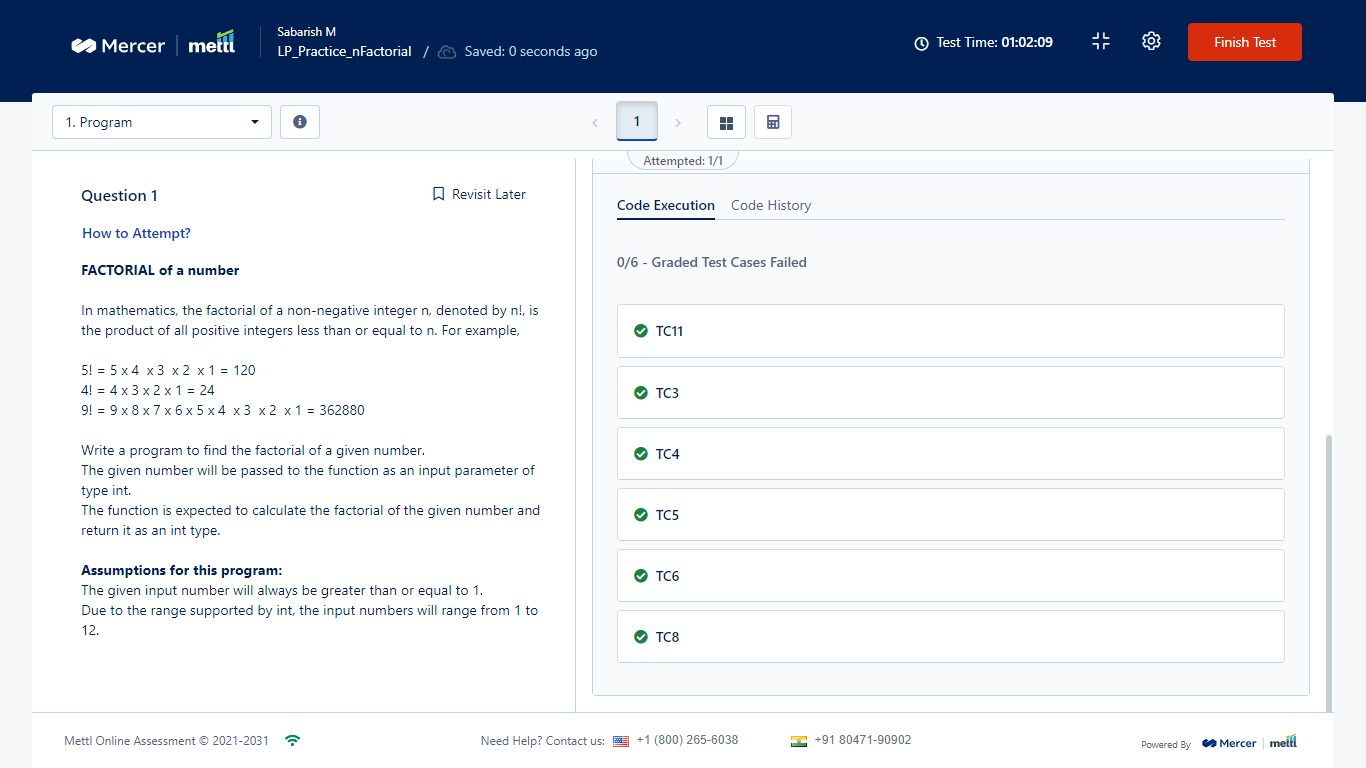 Mercer mettl
Sabarish M
LP_Practice_nFactorial / Saved: 0 seconds ago
Test Time: 01:02:09
Finish Test
1. Program
1
Attempted: 1/1
Question 1
Revisit Later
How to Attempt?
FACTORIAL of a number
In mathematics, the factorial of a non-negative integer n, denoted by n!, is
the product of all positive integers less than or equal to n. For example,
5! = 5 x 4  x 3  x 2  x 1 = 120
4! = 4 x 3 x 2 x 1 = 24
9! = 9 x 8 x 7 x 6 x 5 x 4  x 3  x 2  x 1 = 362880
Write a program to find the factorial of a given number.
The given number will be passed to the function as an input parameter of
type int.
The function is expected to calculate the factorial of the given number and
return it as an int type.
Assumptions for this program:
The given input number will always be greater than or equal to 1.
Due to the range supported by int, the input numbers will range from 1 to
12.
Code Execution
Code History
0/6 - Graded Test Cases Failed
TC11
TC3
TC4
TC5
TC6
TC8
Mettl Online Assessment © 2021-2031
Need Help? Contact us: +1 (800) 265-6038
+91 80471-90902
Powered By Mercer mettl